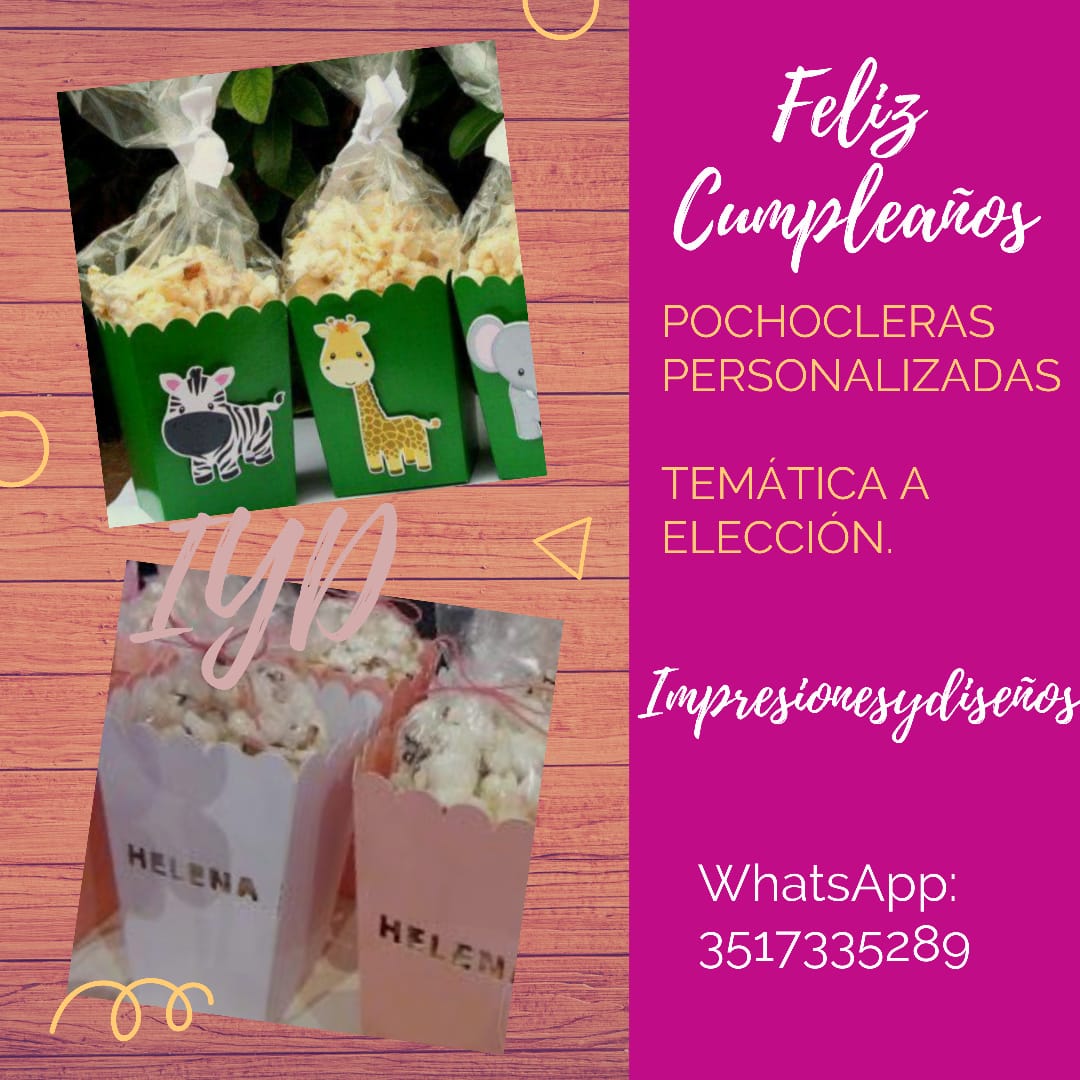 Feliz
Cumpleaños
POCHOCLERAS
PERSONALIZADAS
TEMÁTICA A
ELECCIÓN.
IYD
Impresionesydiseños
HELENA
HELEN
WhatsApp:
3517335289